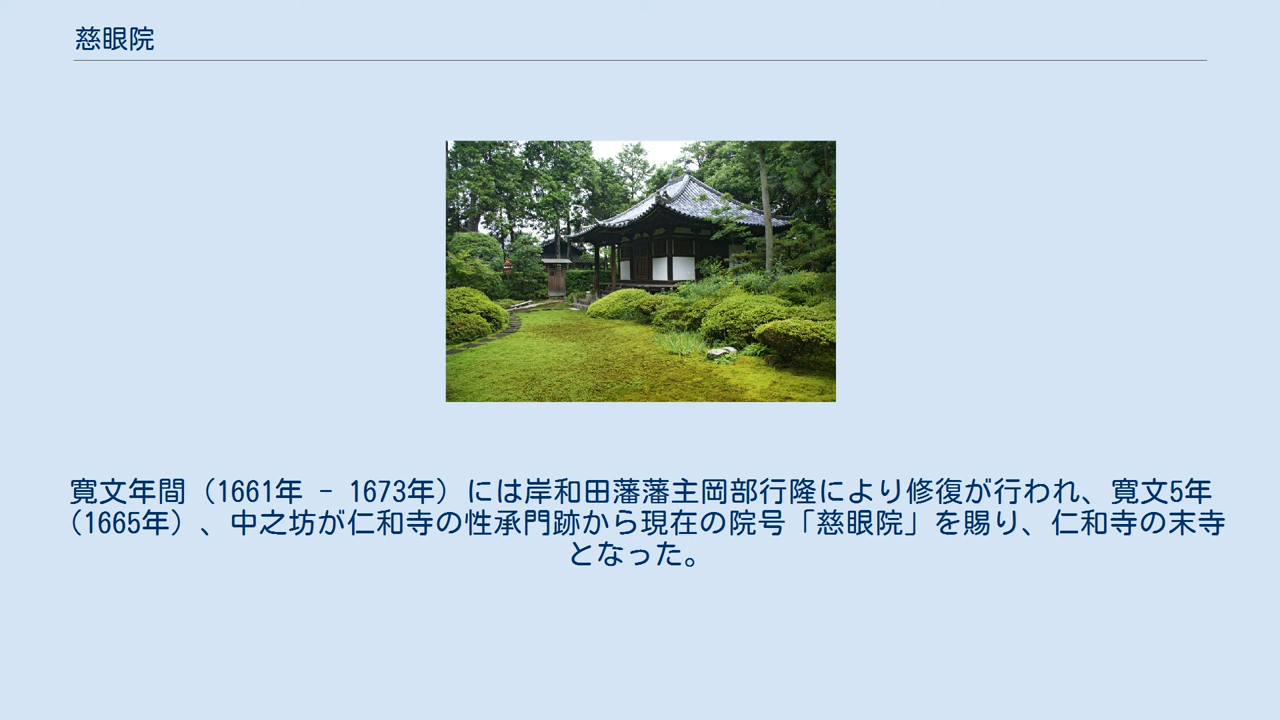 慈眼院
寛文年間（1661年 - 1673年）には岸和田藩藩主岡部行隆により修復が行われ、寛文5年
（1665年）、中之坊が仁和寺の性承門跡から現在の院号「慈眼院」を賜り、仁和寺の末寺
となった。